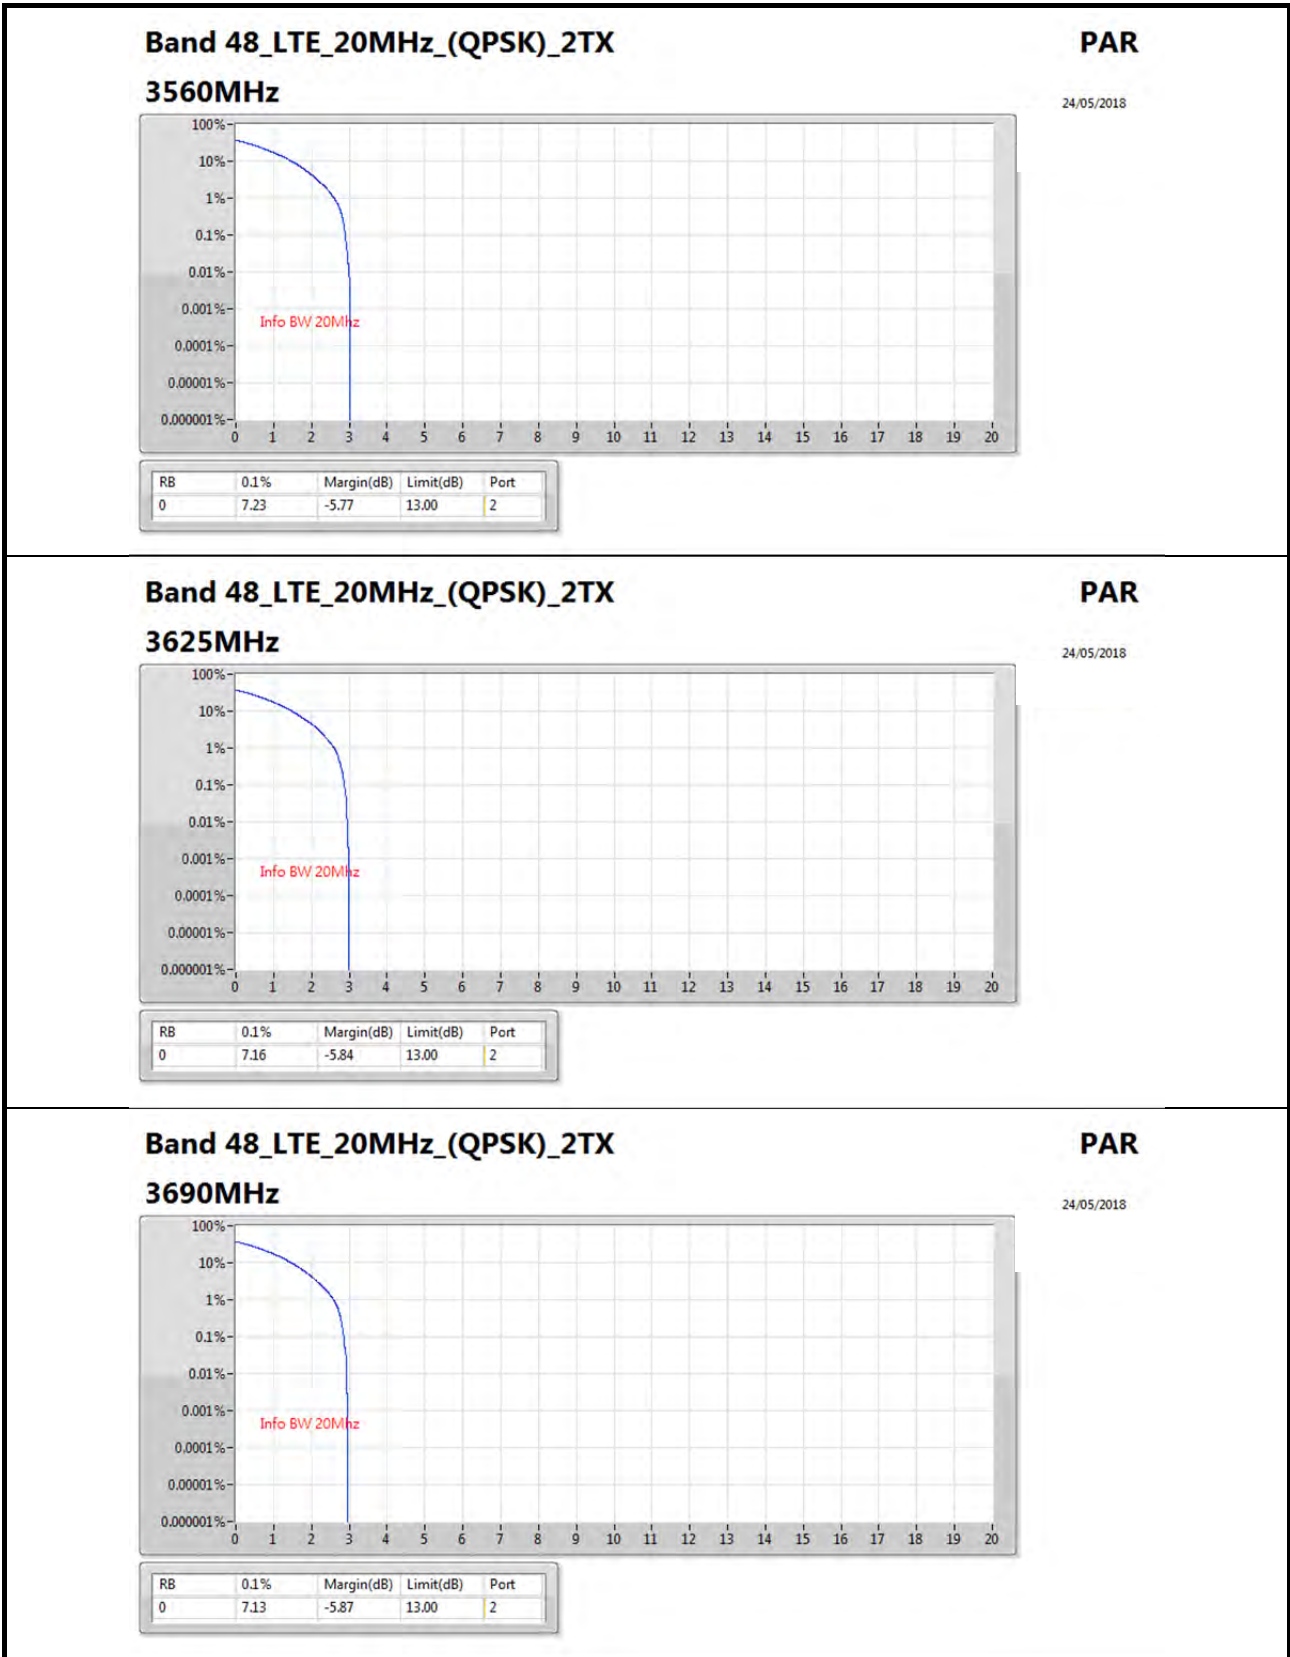 Band 48_LTE_20MHz_(QPSK)_2TX PAR
3560MHz 24/05/2018
100%
10%
1%
0.1%
0.01%
0.001%
Info BW 20Mhz
0.0001%
0.00001%
0.000001%
0 1 2 3 4 5 6 7 8 9 10 11 12 13 14 15 16 17 18 19 20
RB 0.1% Margin(dB) Limit(dB) Port
0 7.23 -5.77 13.00 2
Band 48_LTE_20MHz_(QPSK)_2TX PAR
3625MHz 24/05/2018
100%
10%
1%
0.1%
0.01%
0.001%
Info BW 20Mhz
0.0001%
0.00001%
0.000001%
0 1 2 3 4 5 6 7 8 9 10 11 12 13 14 15 16 17 18 19 20
RB 0.1% Margin(dB) Limit(dB) Port
0 7.16 -5.84 13.00 2
Band 48_LTE_20MHz_(QPSK)_2TX PAR
3690MHz 24/05/2018
100%
10%
1%
0.1%
0.01%
0.001%
Info BW 20Mhz
0.0001%
0.00001%
0.000001%
0 1 2 3 4 5 6 7 8 9 10 11 12 13 14 15 16 17 18 19 20
RB 0.1% Margin(dB) Limit(dB) Port
0 7.13 -5.87 13.00 2